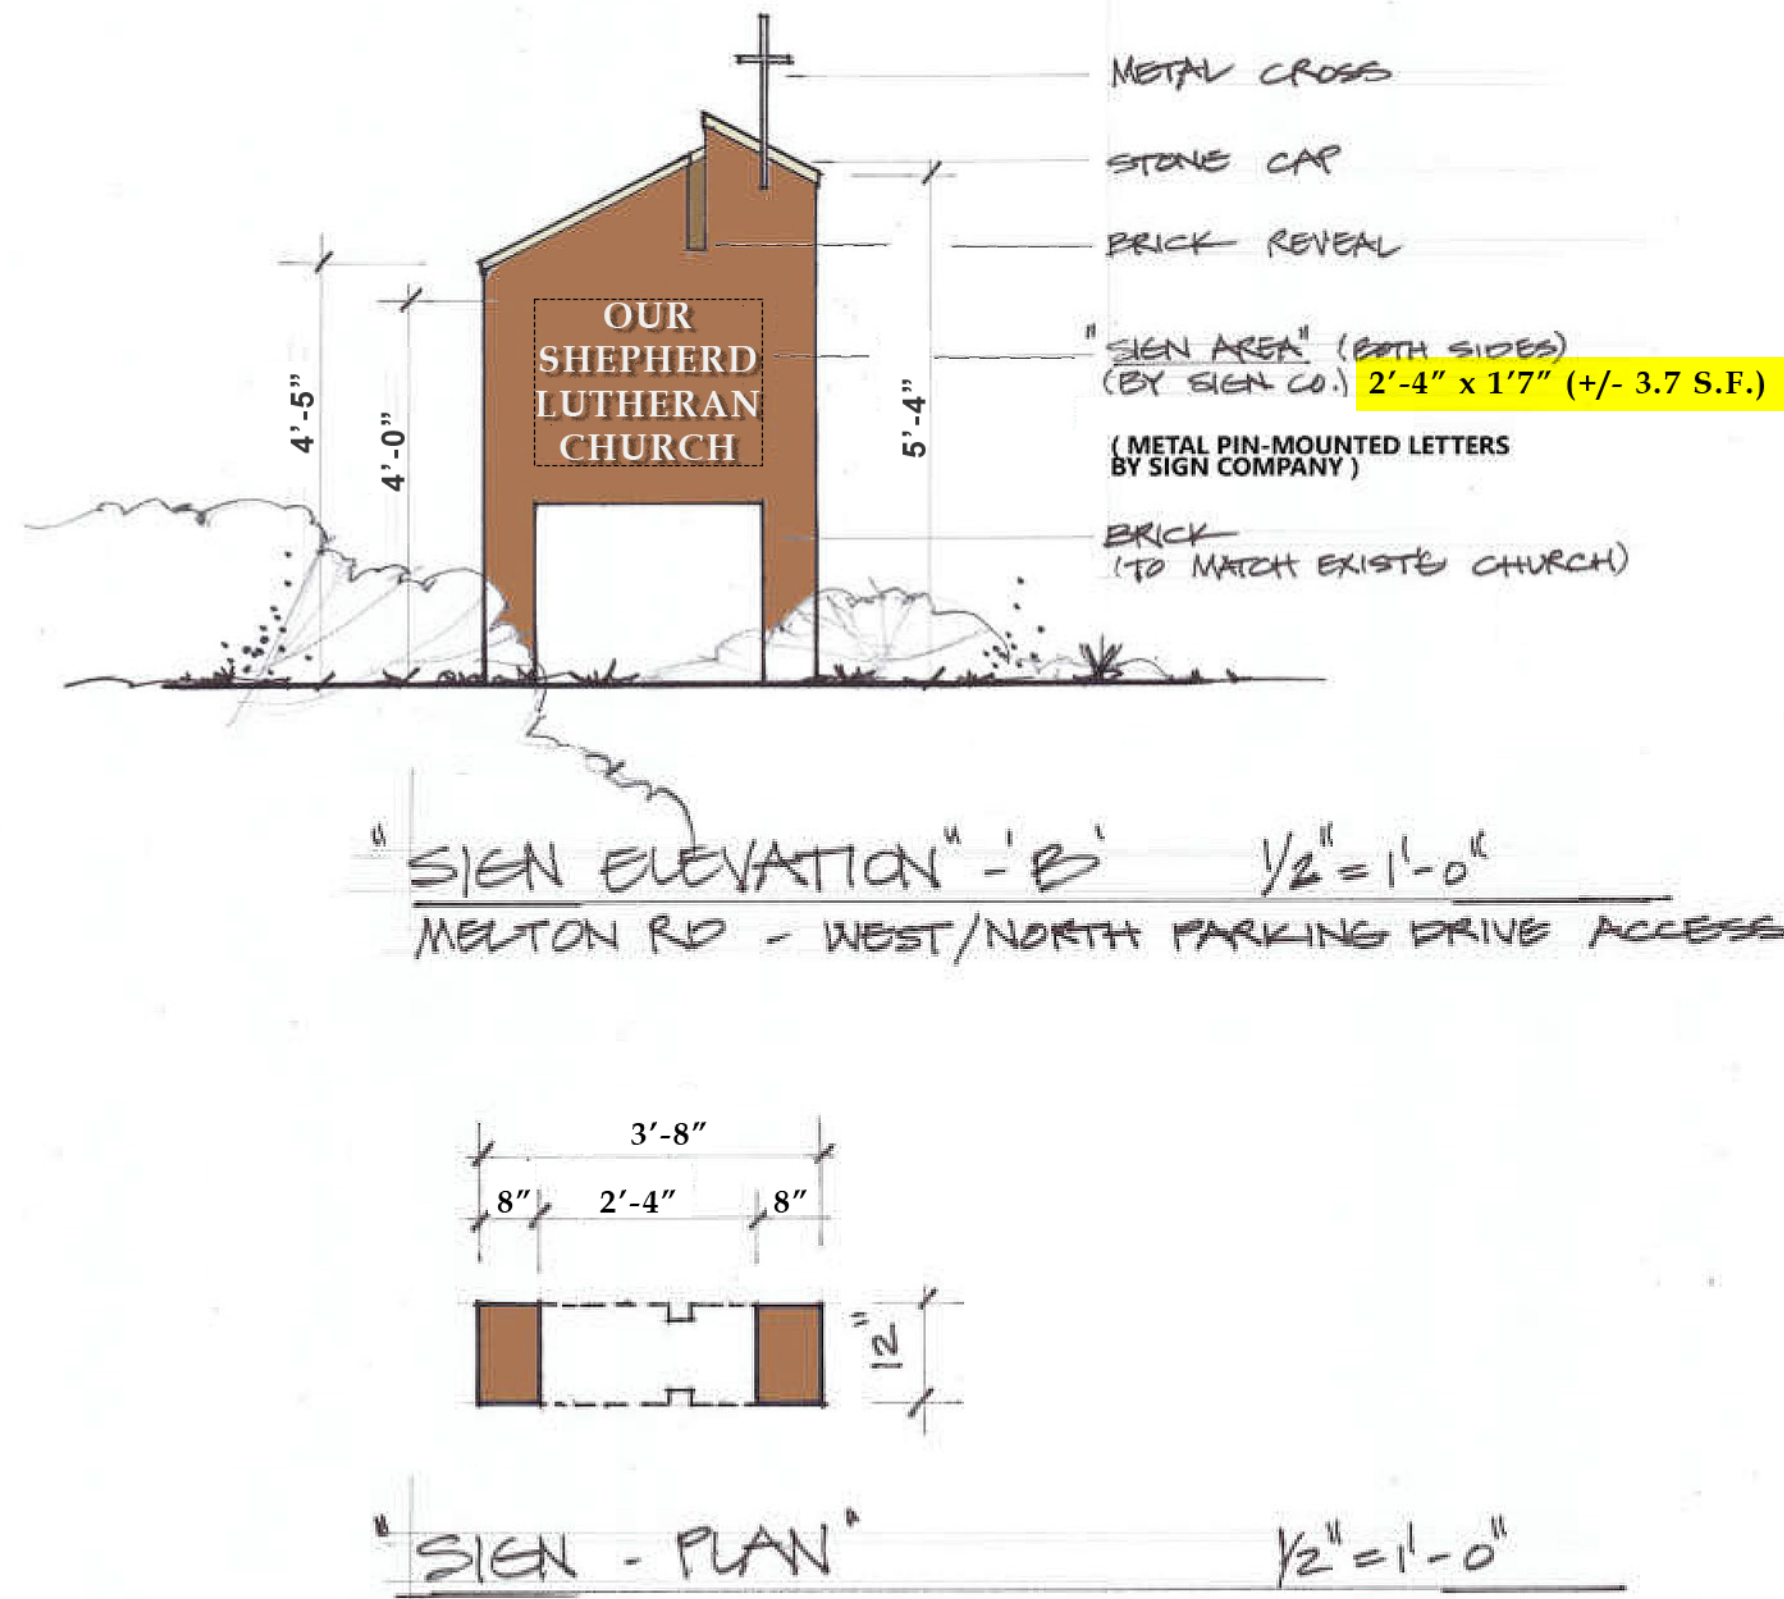 METAL CROSS
STONE CAP
BRICK REVEAL
"SIGN AREA" (BOTH SIDES)
(BY SIGN CO.) 2'-4" x 1'7" (+/- 3.7 S.F.)
( METAL PIN-MOUNTED LETTERS
BY SIGN COMPANY )
BRICK
(TO MATCH EXIST'G CHURCH)
OUR
SHEPHERD
LUTHERAN
CHURCH
4'-5"
4'-0"
5'-4"
"SIGN ELEVATION" - 'B' 1/2" = 1'-0"
MELTON RD - WEST/NORTH PARKING DRIVE ACCESS
3'-8"
8" 2'-4" 8"
12"
"SIGN - PLAN" 1/2" = 1'-0"